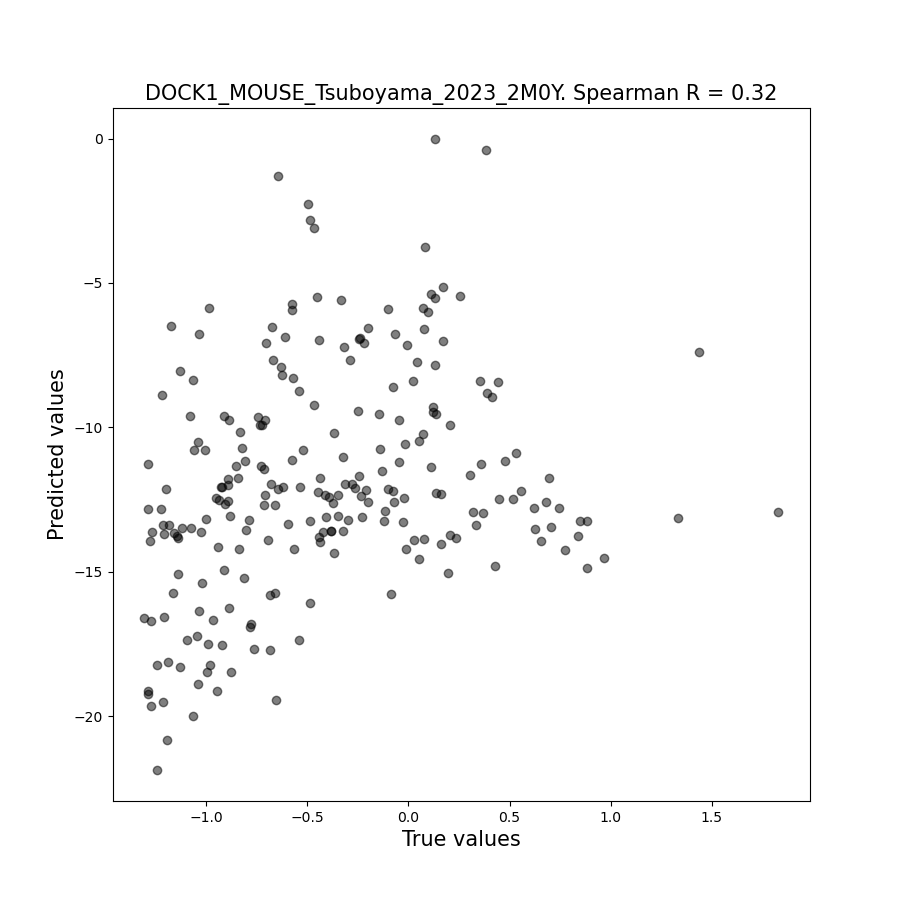 DOCK1_MOUSE_Tsuboyama_2023_2M0Y. Spearman R = 0.32
0
−5
−10
−15
−20
Predicted values
−1.0 −0.5 0.0 0.5 1.0 1.5
True values